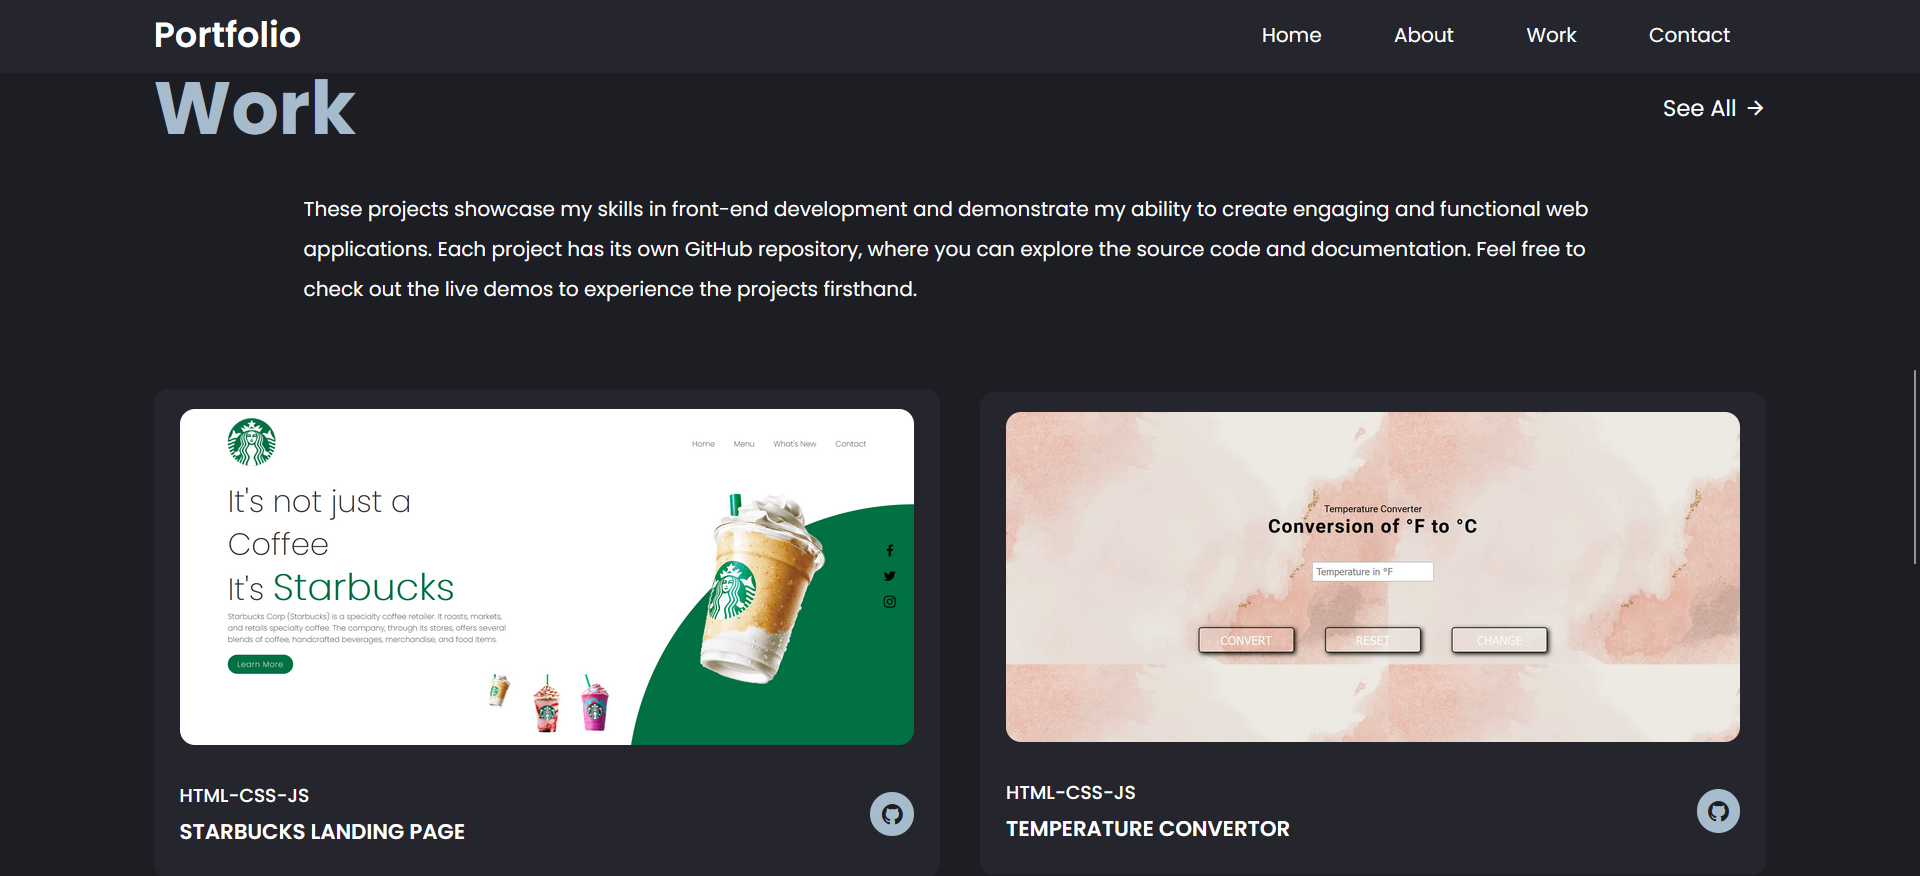 Portfolio
Home About Work Contact
Work
See All →
These projects showcase my skills in front-end development and demonstrate my ability to create engaging and functional web
applications. Each project has its own GitHub repository, where you can explore the source code and documentation. Feel free to
check out the live demos to experience the projects firsthand.
Home Menu What's New Contact
It's not just a
Coffee
It's Starbucks
Starbucks Corp (Starbucks) is a specialty coffee retailer. It roasts, markets,
and retails specialty coffee. The company, through its stores, offers several
blends of coffee, handcrafted beverages, merchandise, and food items.
Learn More
HTML-CSS-JS
STARBUCKS LANDING PAGE
Temperature Converter
Conversion of °F to °C
Temperature in °F
CONVERT RESET CHANGE
HTML-CSS-JS
TEMPERATURE CONVERTOR